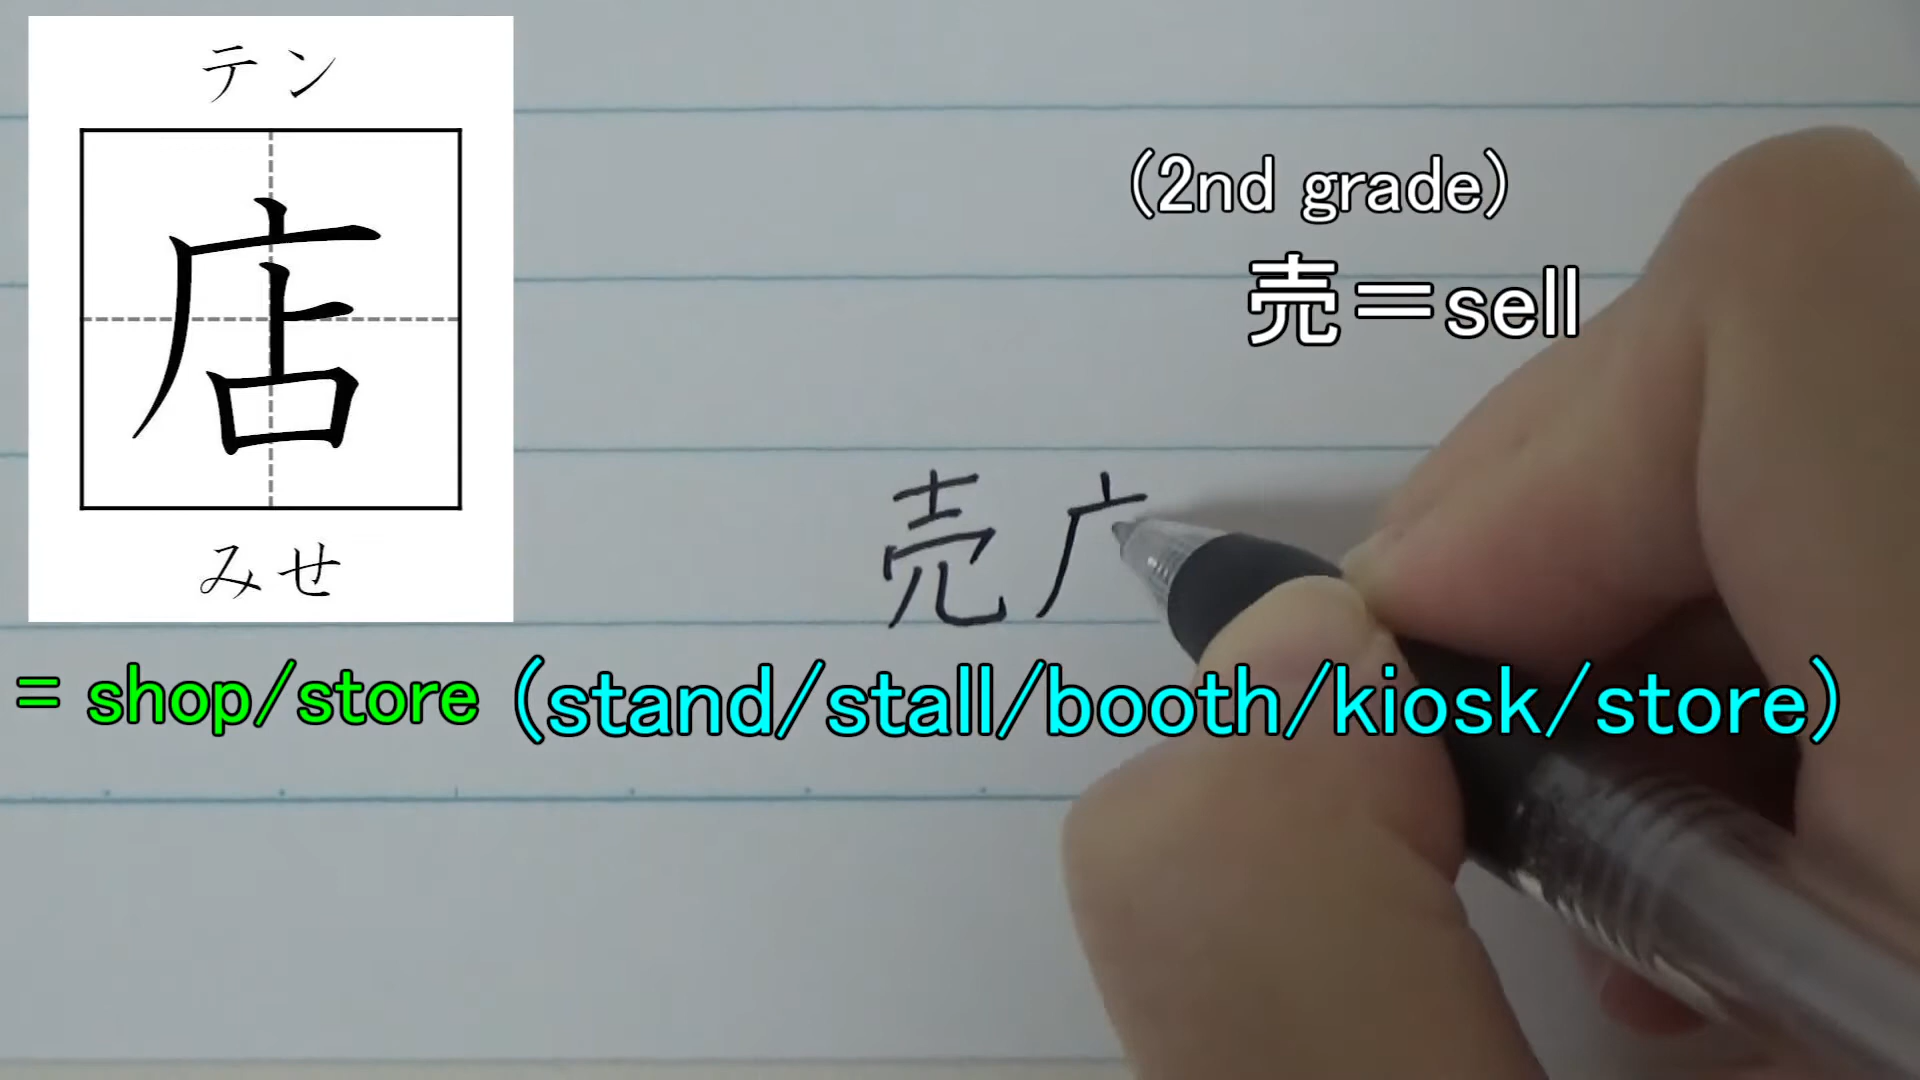 テン
店
みせ
(2nd grade)
売＝sell
売广
= shop/store (stand/stall/booth/kiosk/store)